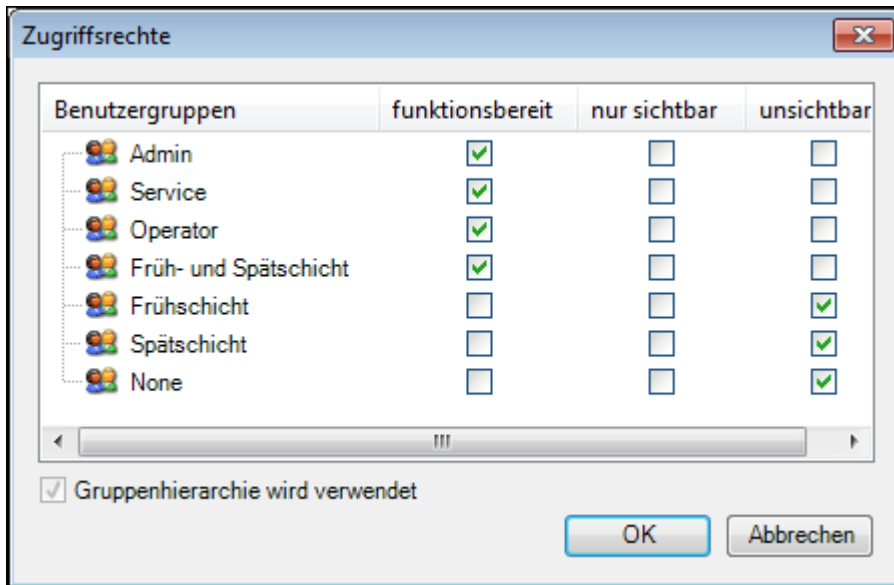 Zugriffsrechte
Benutzergruppen funktionsbereit nur sichtbar unsichtbar
Admin
Service
Operator
Früh- und Spätschicht
Frühschicht
Spätschicht
None
Gruppenhierarchie wird verwendet
OK Abbrechen